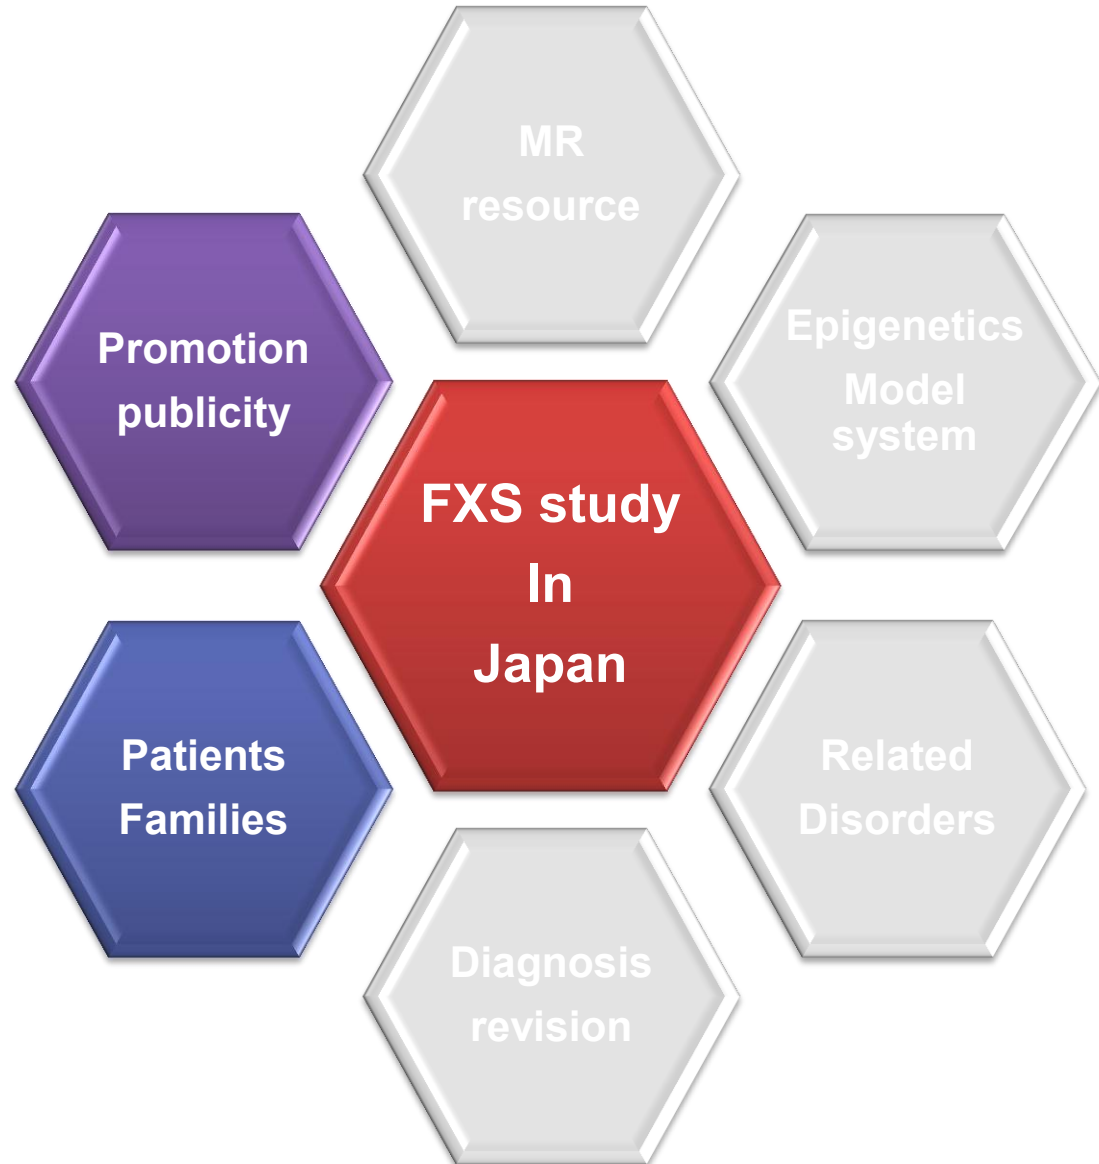 MR
resource
Promotion
publicity
Epigenetics
Model
system
FXS study
In
Japan
Patients
Families
Related
Disorders
Diagnosis
revision